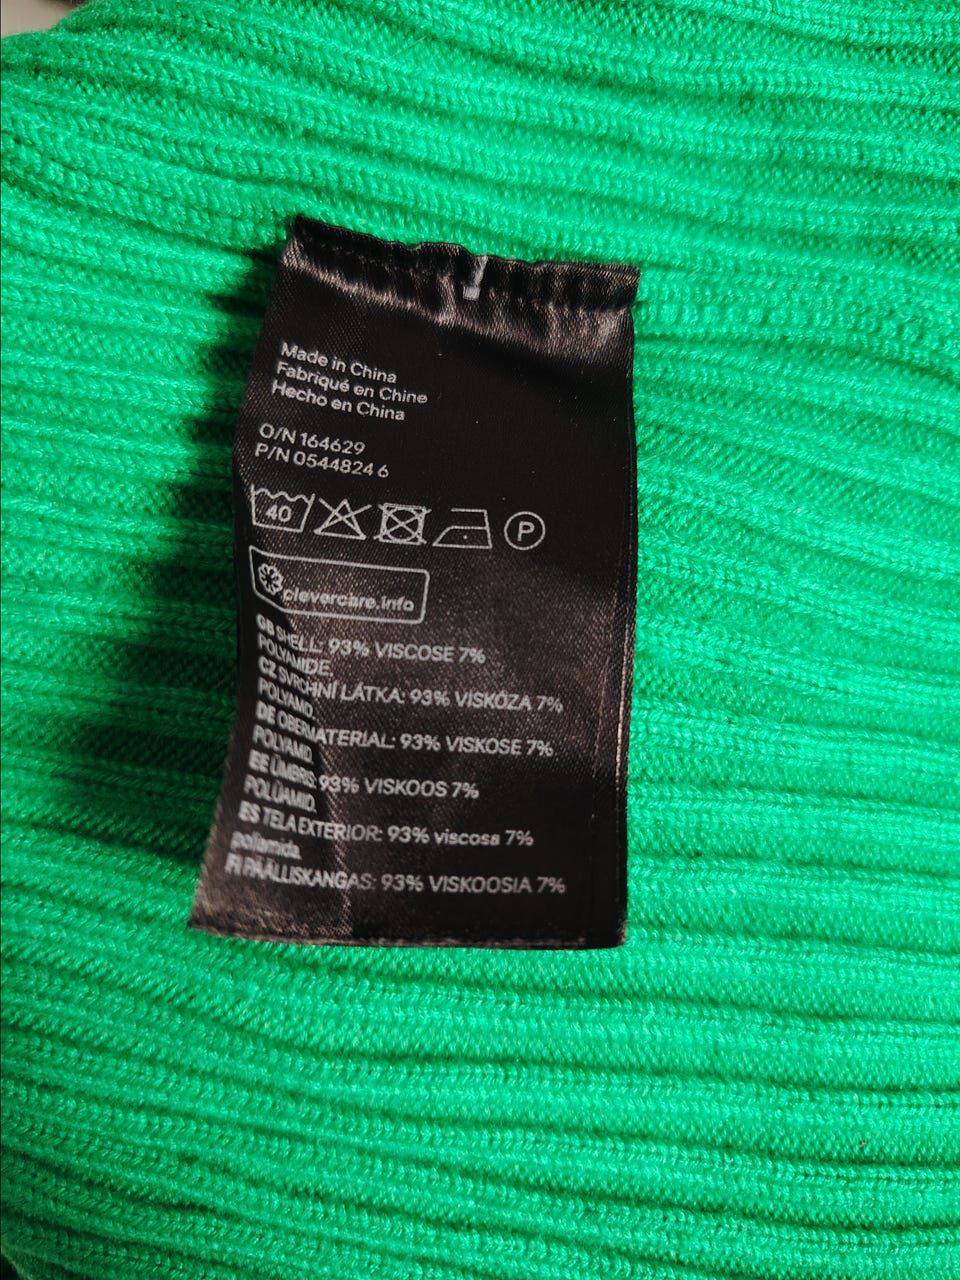 Made in China
Fabriqué en Chine
Hecho en China
O/N 164629
P/N 0544824 6
40
P
clevercare.info
GB SHELL: 93% VISCOSE 7%
POLYAMIDE.
CZ SVRCHNÍ LÁTKA: 93% VISKÓZA 7%
POLYAMID.
DE OBERMATERIAL: 93% VISKOSE 7%
POLYAMID.
EE ÜMBRIS: 93% VISKOOS 7%
POLÜAMID.
ES TELA EXTERIOR: 93% viscosa 7%
poliamida.
FI PÄÄLLISKANGAS: 93% VISKOOSIA 7%